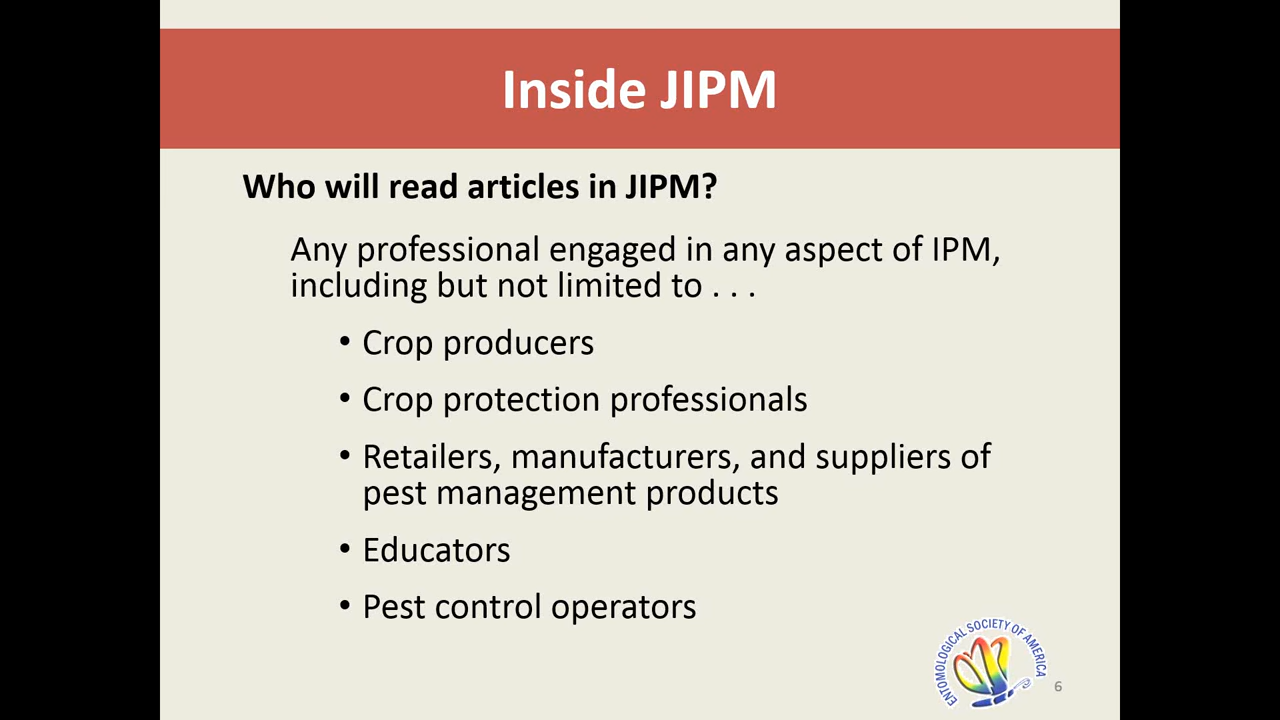 Inside JIPM
Who will read articles in JIPM?
Any professional engaged in any aspect of IPM,
including but not limited to . . .
• Crop producers
• Crop protection professionals
• Retailers, manufacturers, and suppliers of
pest management products
• Educators
• Pest control operators
ENTOMOLOGICAL SOCIETY OF AMERICA
6